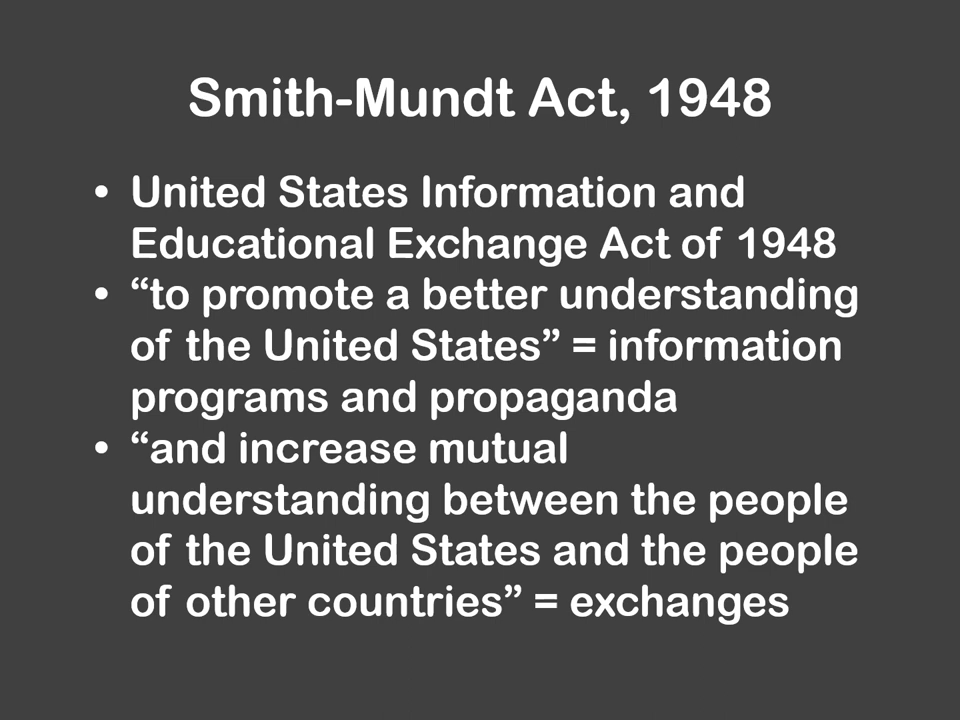 Smith-Mundt Act, 1948
• United States Information and
Educational Exchange Act of 1948
• “to promote a better understanding
of the United States” = information
programs and propaganda
• “and increase mutual
understanding between the people
of the United States and the people
of other countries” = exchanges